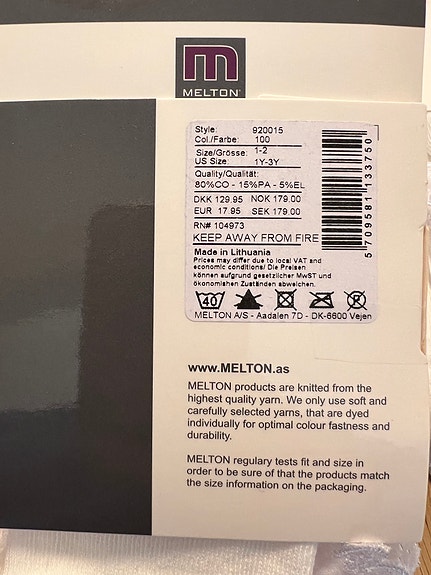 m
MELTON
Style: 920015
Col./Farbe: 100
Size/Grösse: 1-2
US Size: 1Y-3Y
Quality/Qualität:
80%CO - 15%PA - 5%EL
DKK 129.95 NOK 179.00
EUR 17.95 SEK 179.00
RN# 104973
KEEP AWAY FROM FIRE
Made in Lithuania
Prices may differ due to local VAT and
economic conditions/ Die Preisen
können aufgrund gesetzlicher MwST und
ökonomishen Zuständen abweichen.
40
P
MELTON A/S - Aadalen 7D - DK-6600 Vejen
5 709581 133750
www.MELTON.as
MELTON products are knitted from the
highest quality yarn. We only use soft and
carefully selected yarns, that are dyed
individually for optimal colour fastness and
durability.
MELTON regulary tests fit and size in
order to be sure of that the products match
the size information on the packaging.